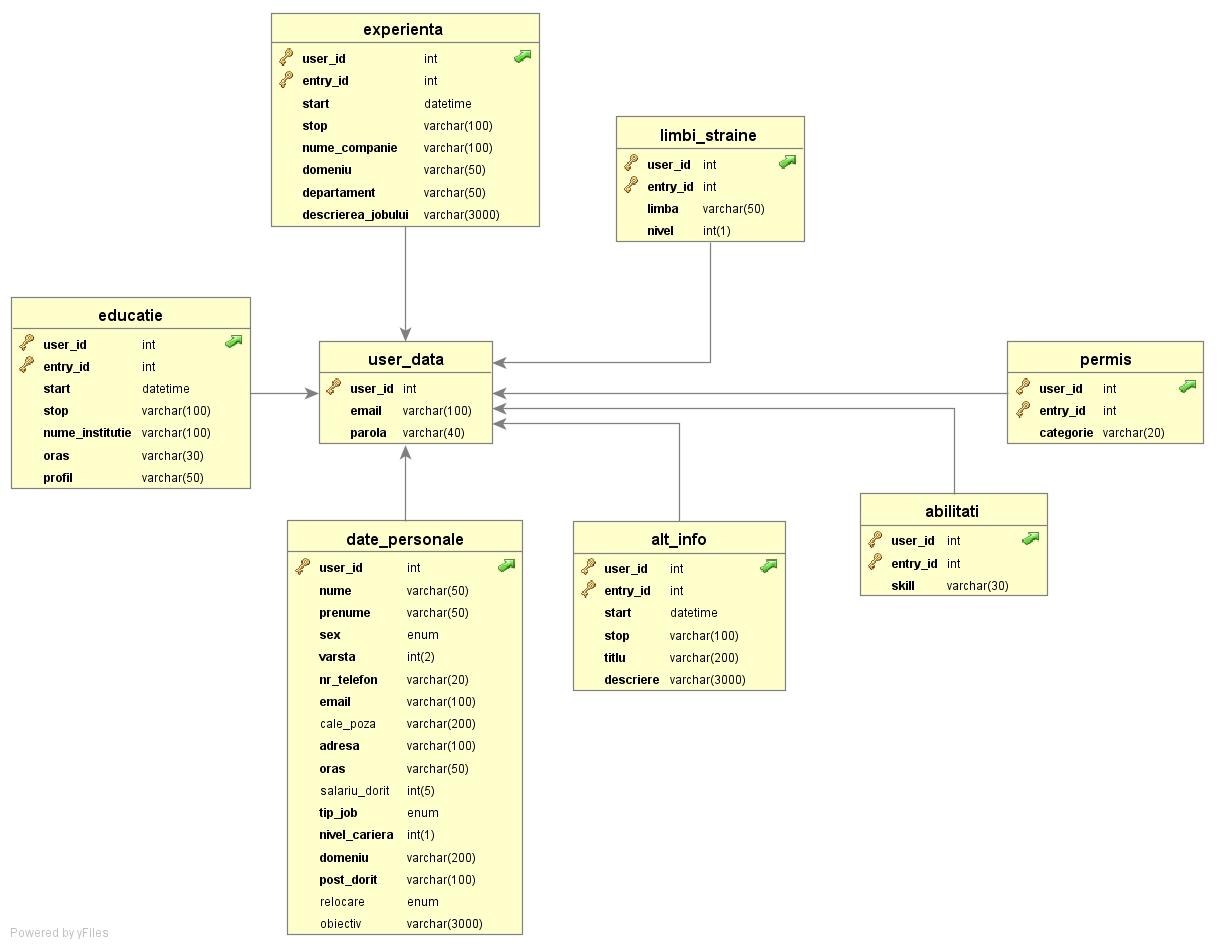 experienta
user_id int
entry_id int
start datetime
stop varchar(100)
nume_companie varchar(100)
domeniu varchar(50)
departament varchar(50)
descrierea_jobului varchar(3000)
limbi_straine
user_id int
entry_id int
limba varchar(50)
nivel int(1)
educatie
user_id int
entry_id int
start datetime
stop varchar(100)
nume_institutie varchar(100)
oras varchar(30)
profil varchar(50)
user_data
user_id int
email varchar(100)
parola varchar(40)
permis
user_id int
entry_id int
categorie varchar(20)
abilitati
user_id int
entry_id int
skill varchar(30)
date_personale
user_id int
nume varchar(50)
prenume varchar(50)
sex enum
varsta int(2)
nr_telefon varchar(20)
email varchar(100)
cale_poza varchar(200)
adresa varchar(100)
oras varchar(50)
salariu_dorit int(5)
tip_job enum
nivel_cariera int(1)
domeniu varchar(200)
post_dorit varchar(100)
relocare enum
obiectiv varchar(3000)
alt_info
user_id int
entry_id int
start datetime
stop varchar(100)
titlu varchar(200)
descriere varchar(3000)
Powered by yFiles